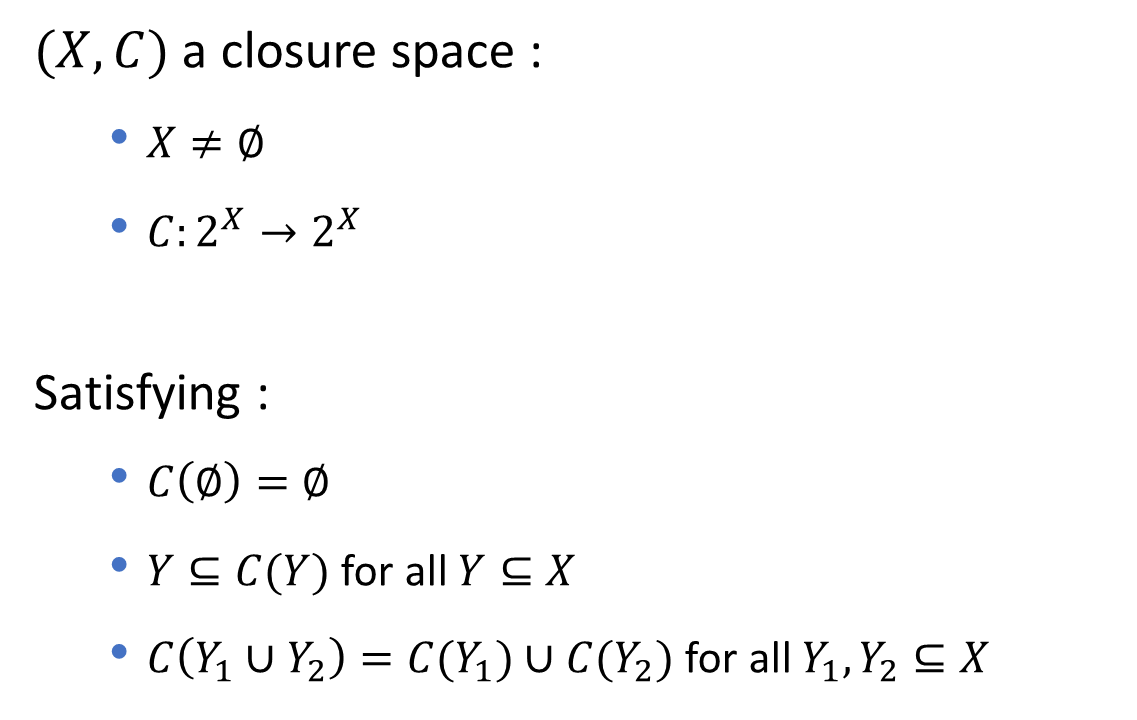 (X, C) a closure space :
• X ≠ ∅
• C: 2^X → 2^X
Satisfying :
• C(∅) = ∅
• Y ⊆ C(Y) for all Y ⊆ X
• C(Y₁ ∪ Y₂) = C(Y₁) ∪ C(Y₂) for all Y₁, Y₂ ⊆ X